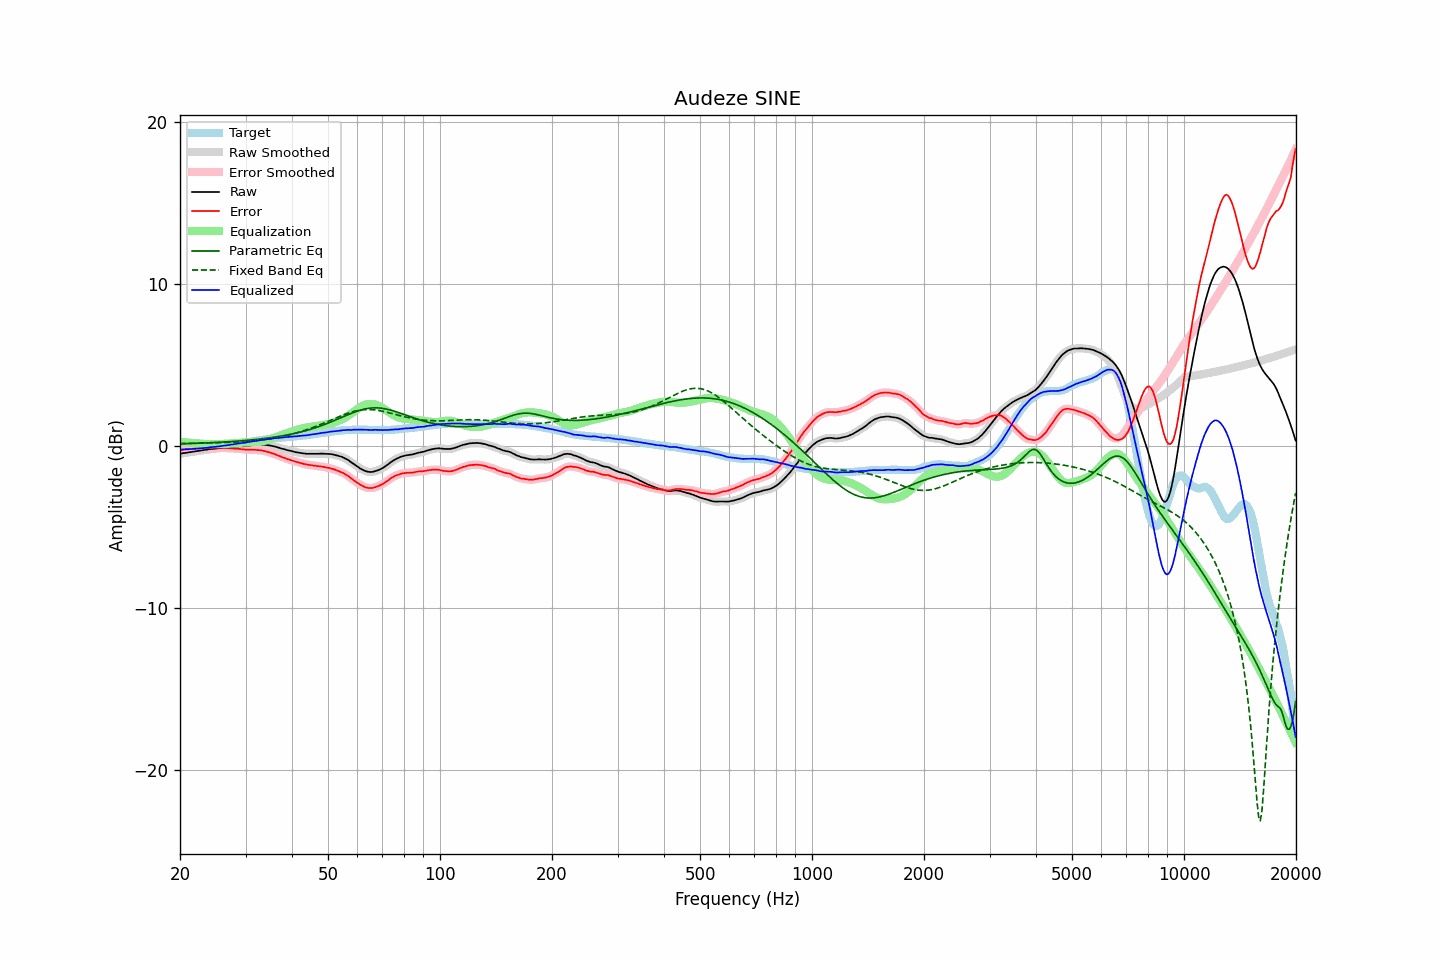 Audeze SINE
Amplitude (dBr)
20
10
0
−10
−20
Target
Raw Smoothed
Error Smoothed
Raw
Error
Equalization
Parametric Eq
Fixed Band Eq
Equalized
20 50 100 200 500 1000 2000 5000 10000 20000
Frequency (Hz)